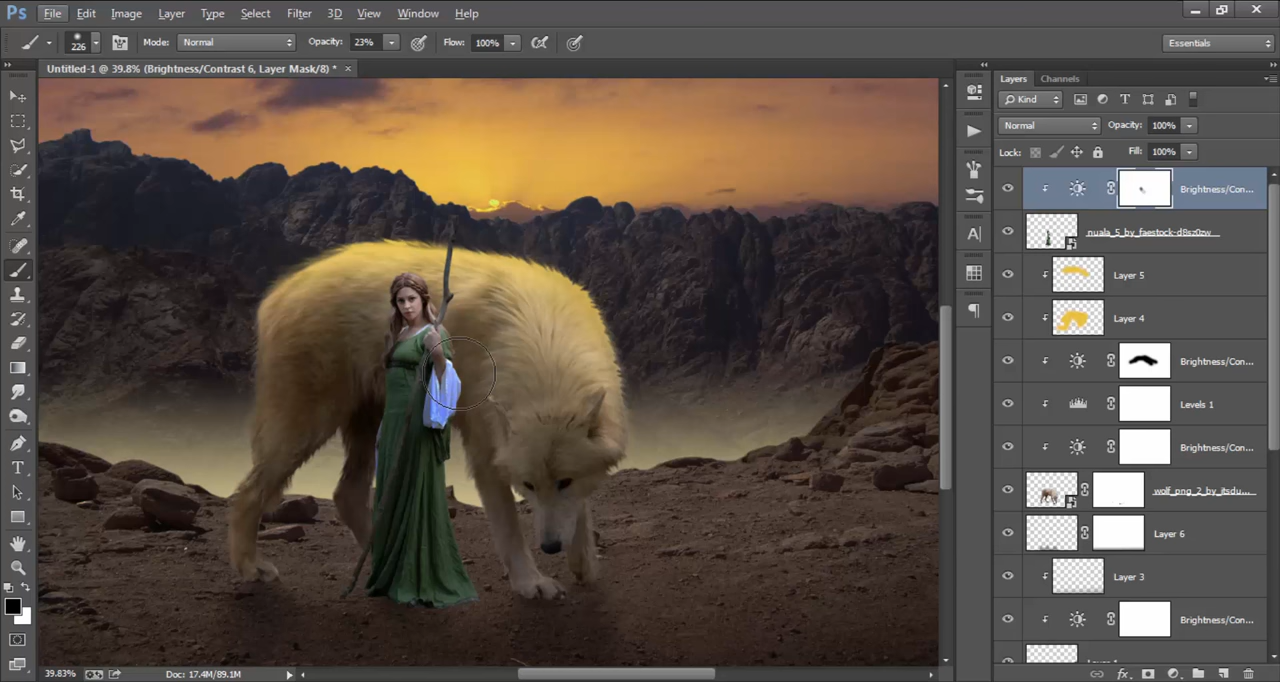 Ps File Edit Image Layer Type Select Filter 3D View Window Help
226 Mode: Normal Opacity: 23% Flow: 100% Essentials
Untitled-1 @ 39.8% (Brightness/Contrast 6, Layer Mask/8) * ×
Layers Channels
Kind
Normal Opacity: 100%
Lock: Fill: 100%
Brightness/Con...
nuala_5_by_faestock-d8sz0zw
Layer 5
Layer 4
Brightness/Con...
Levels 1
Brightness/Con...
wolf_png_2_by_itsdu...
Layer 6
Layer 3
Brightness/Con...
39.83% Doc: 17.4M/89.1M